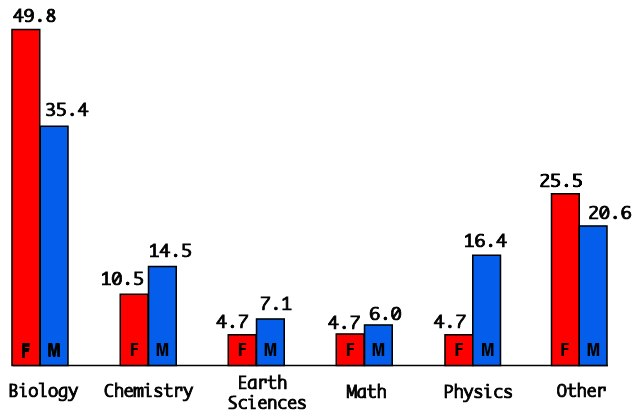 49.8
35.4
10.5
14.5
4.7
7.1
4.7
6.0
4.7
16.4
25.5
20.6
F M
F M
F M
F M
F M
F M
Biology
Chemistry
Earth
Sciences
Math
Physics
Other